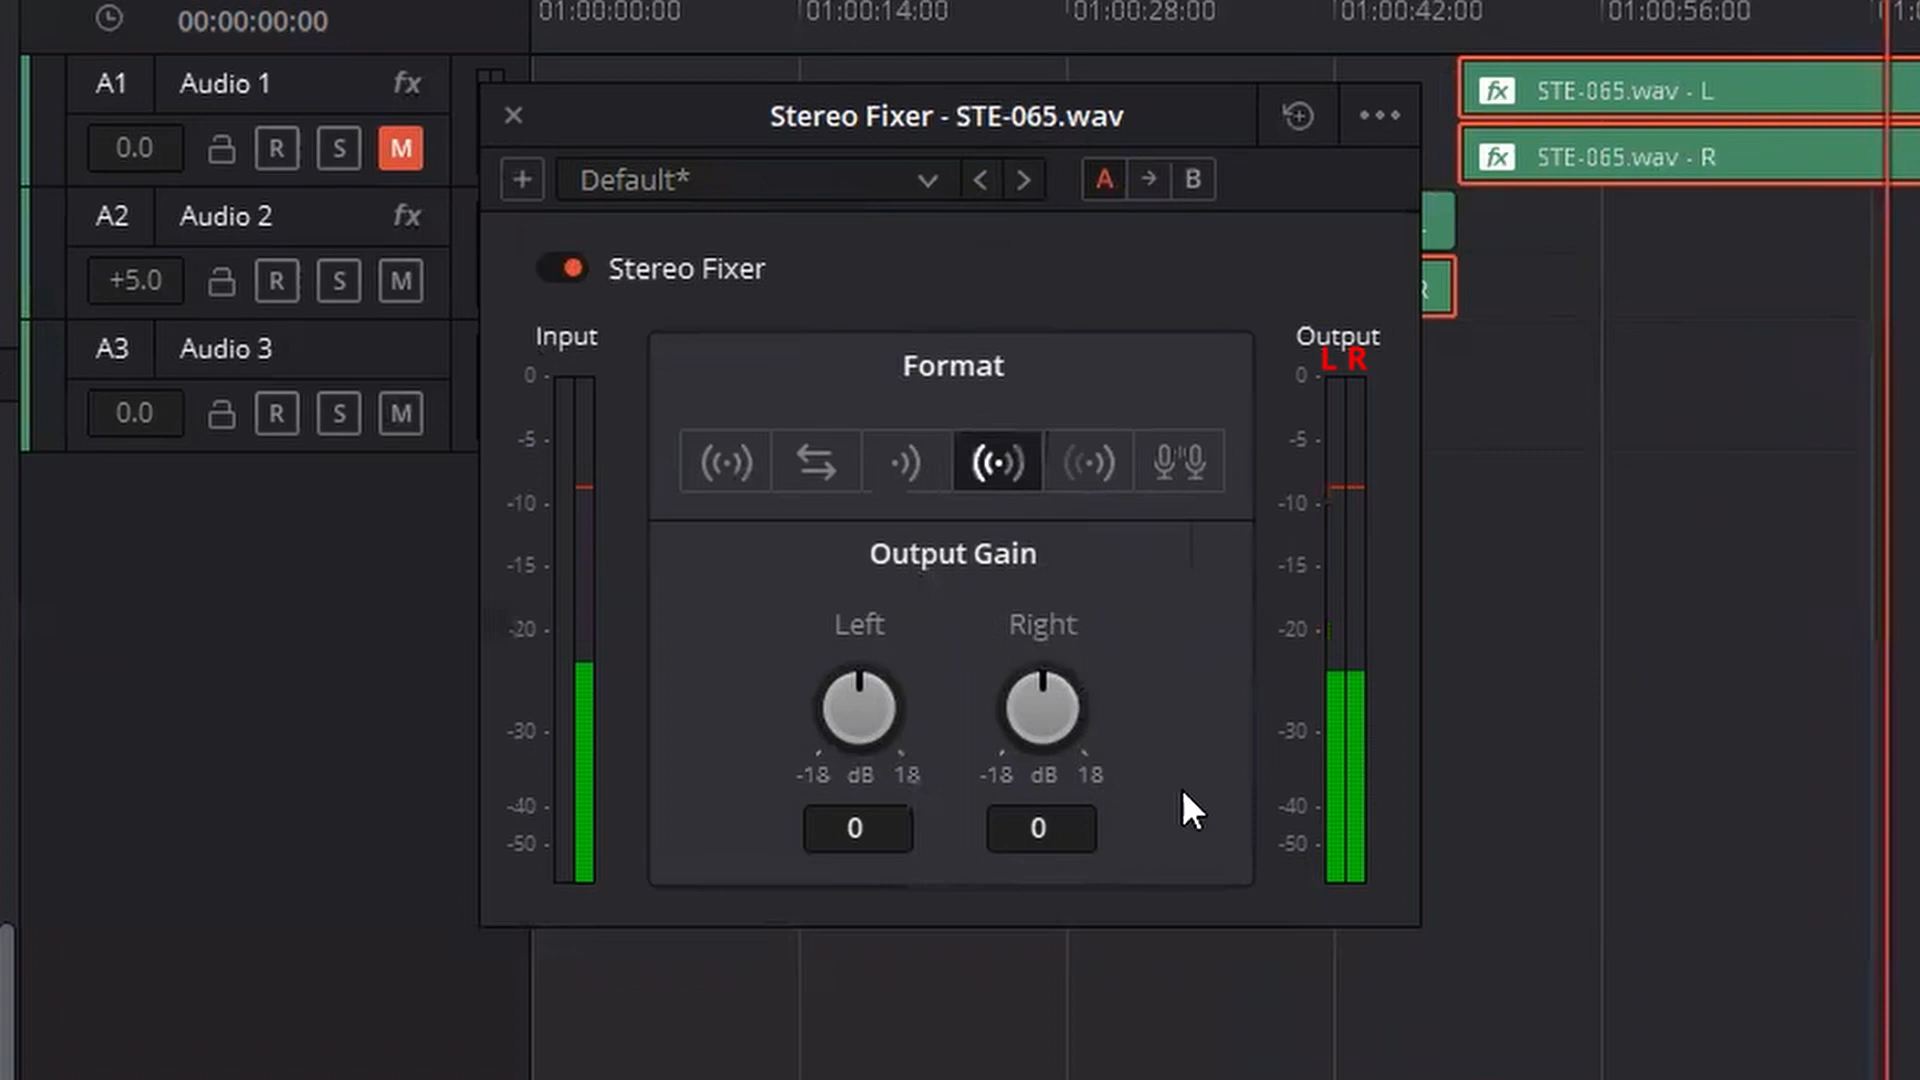 00:00:00:00
01:00:00:00 01:00:14:00 01:00:28:00 01:00:42:00 01:00:56:00
A1 Audio 1 fx
0.0 R S M
A2 Audio 2 fx
+5.0 R S M
A3 Audio 3
0.0 R S M
fx STE-065.wav - L
fx STE-065.wav - R
R
Stereo Fixer - STE-065.wav
Default*
A B
Stereo Fixer
Input
0
-5
-10
-15
-20
-30
-40
-50
Format
Output Gain
Left Right
-18 dB 18 -18 dB 18
0 0
Output
L R
0
-5
-10
-15
-20
-30
-40
-50